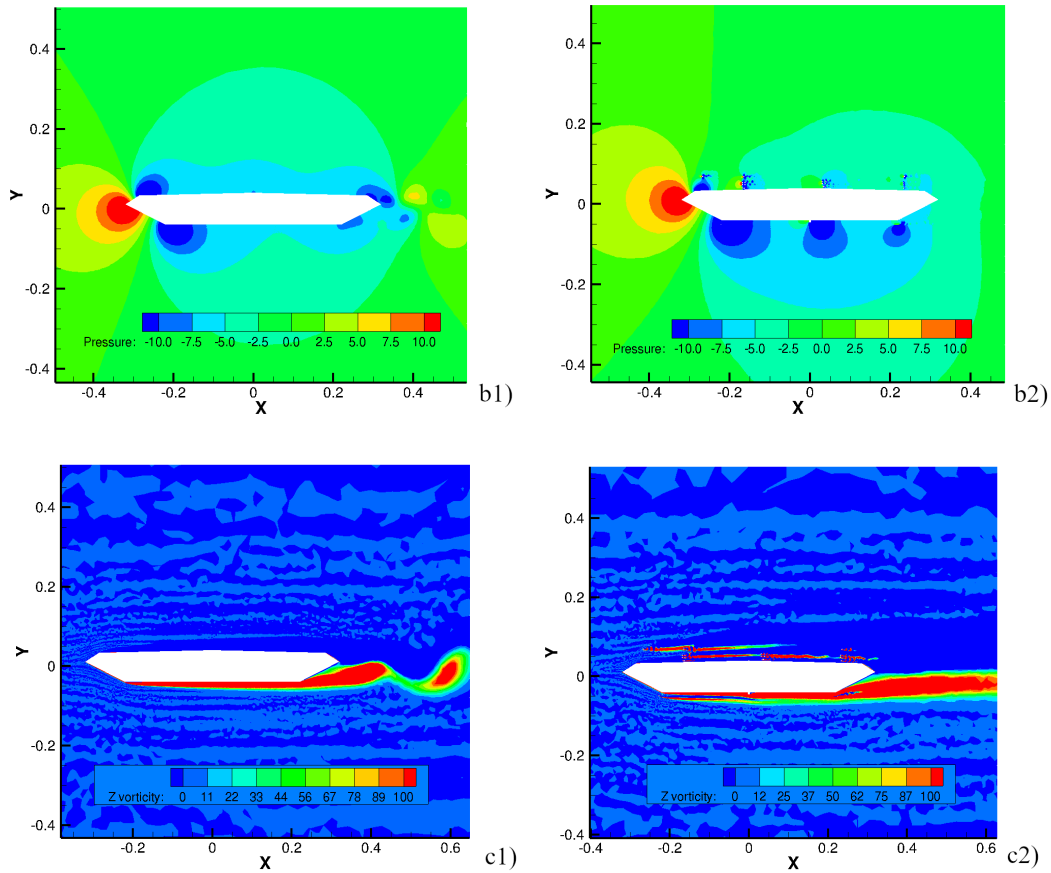 0.4
0.2
Y
0
-0.2
-0.4
Pressure: -10.0 -7.5 -5.0 -2.5 0.0 2.5 5.0 7.5 10.0
-0.4 -0.2 0 0.2 0.4
X
b1)
0.4
0.2
Y
0
-0.2
-0.4
Pressure: -10.0 -7.5 -5.0 -2.5 0.0 2.5 5.0 7.5 10.0
-0.4 -0.2 0 0.2 0.4
X
b2)
0.4
0.2
Y
0
-0.2
-0.4
Z vorticity: 0 11 22 33 44 56 67 78 89 100
-0.2 0 0.2 0.4 0.6
X
c1)
0.4
0.2
Y
0
-0.2
-0.4
Z vorticity: 0 12 25 37 50 62 75 87 100
-0.4 -0.2 0 0.2 0.4 0.6
X
c2)